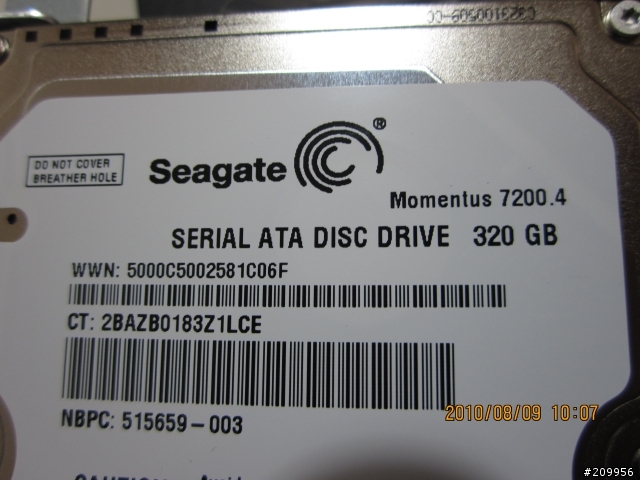 DO NOT COVER
BREATHER HOLE
Seagate ®
Momentus 7200.4
SERIAL ATA DISC DRIVE 320 GB
WWN: 5000C5002581C06F
CT: 2BAZB0183Z1LCE
NBPC: 515659-003
2010/08/09 10:07
#209956